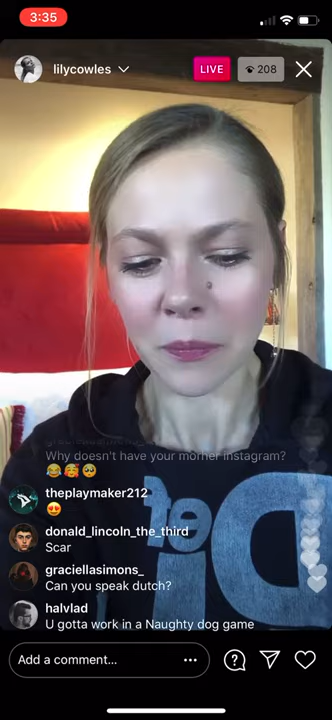 3:35
lilycowles
LIVE
208
Why doesn't have your morher instagram?
😂🥰🥺
theplaymaker212
😍
donald_lincoln_the_third
Scar
graciellasimons_
Can you speak dutch?
halvlad
U gotta work in a Naughty dog game
Add a comment...